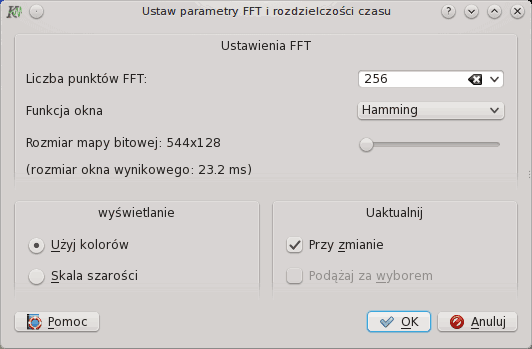 Ustaw parametry FFT i rozdzielczości czasu
Ustawienia FFT
Liczba punktów FFT: 256
Funkcja okna Hamming
Rozmiar mapy bitowej: 544x128
(rozmiar okna wynikowego: 23.2 ms)
wyświetlanie
Użyj kolorów
Skala szarości
Uaktualnij
Przy zmianie
Podążaj za wyborem
Pomoc
OK
Anuluj